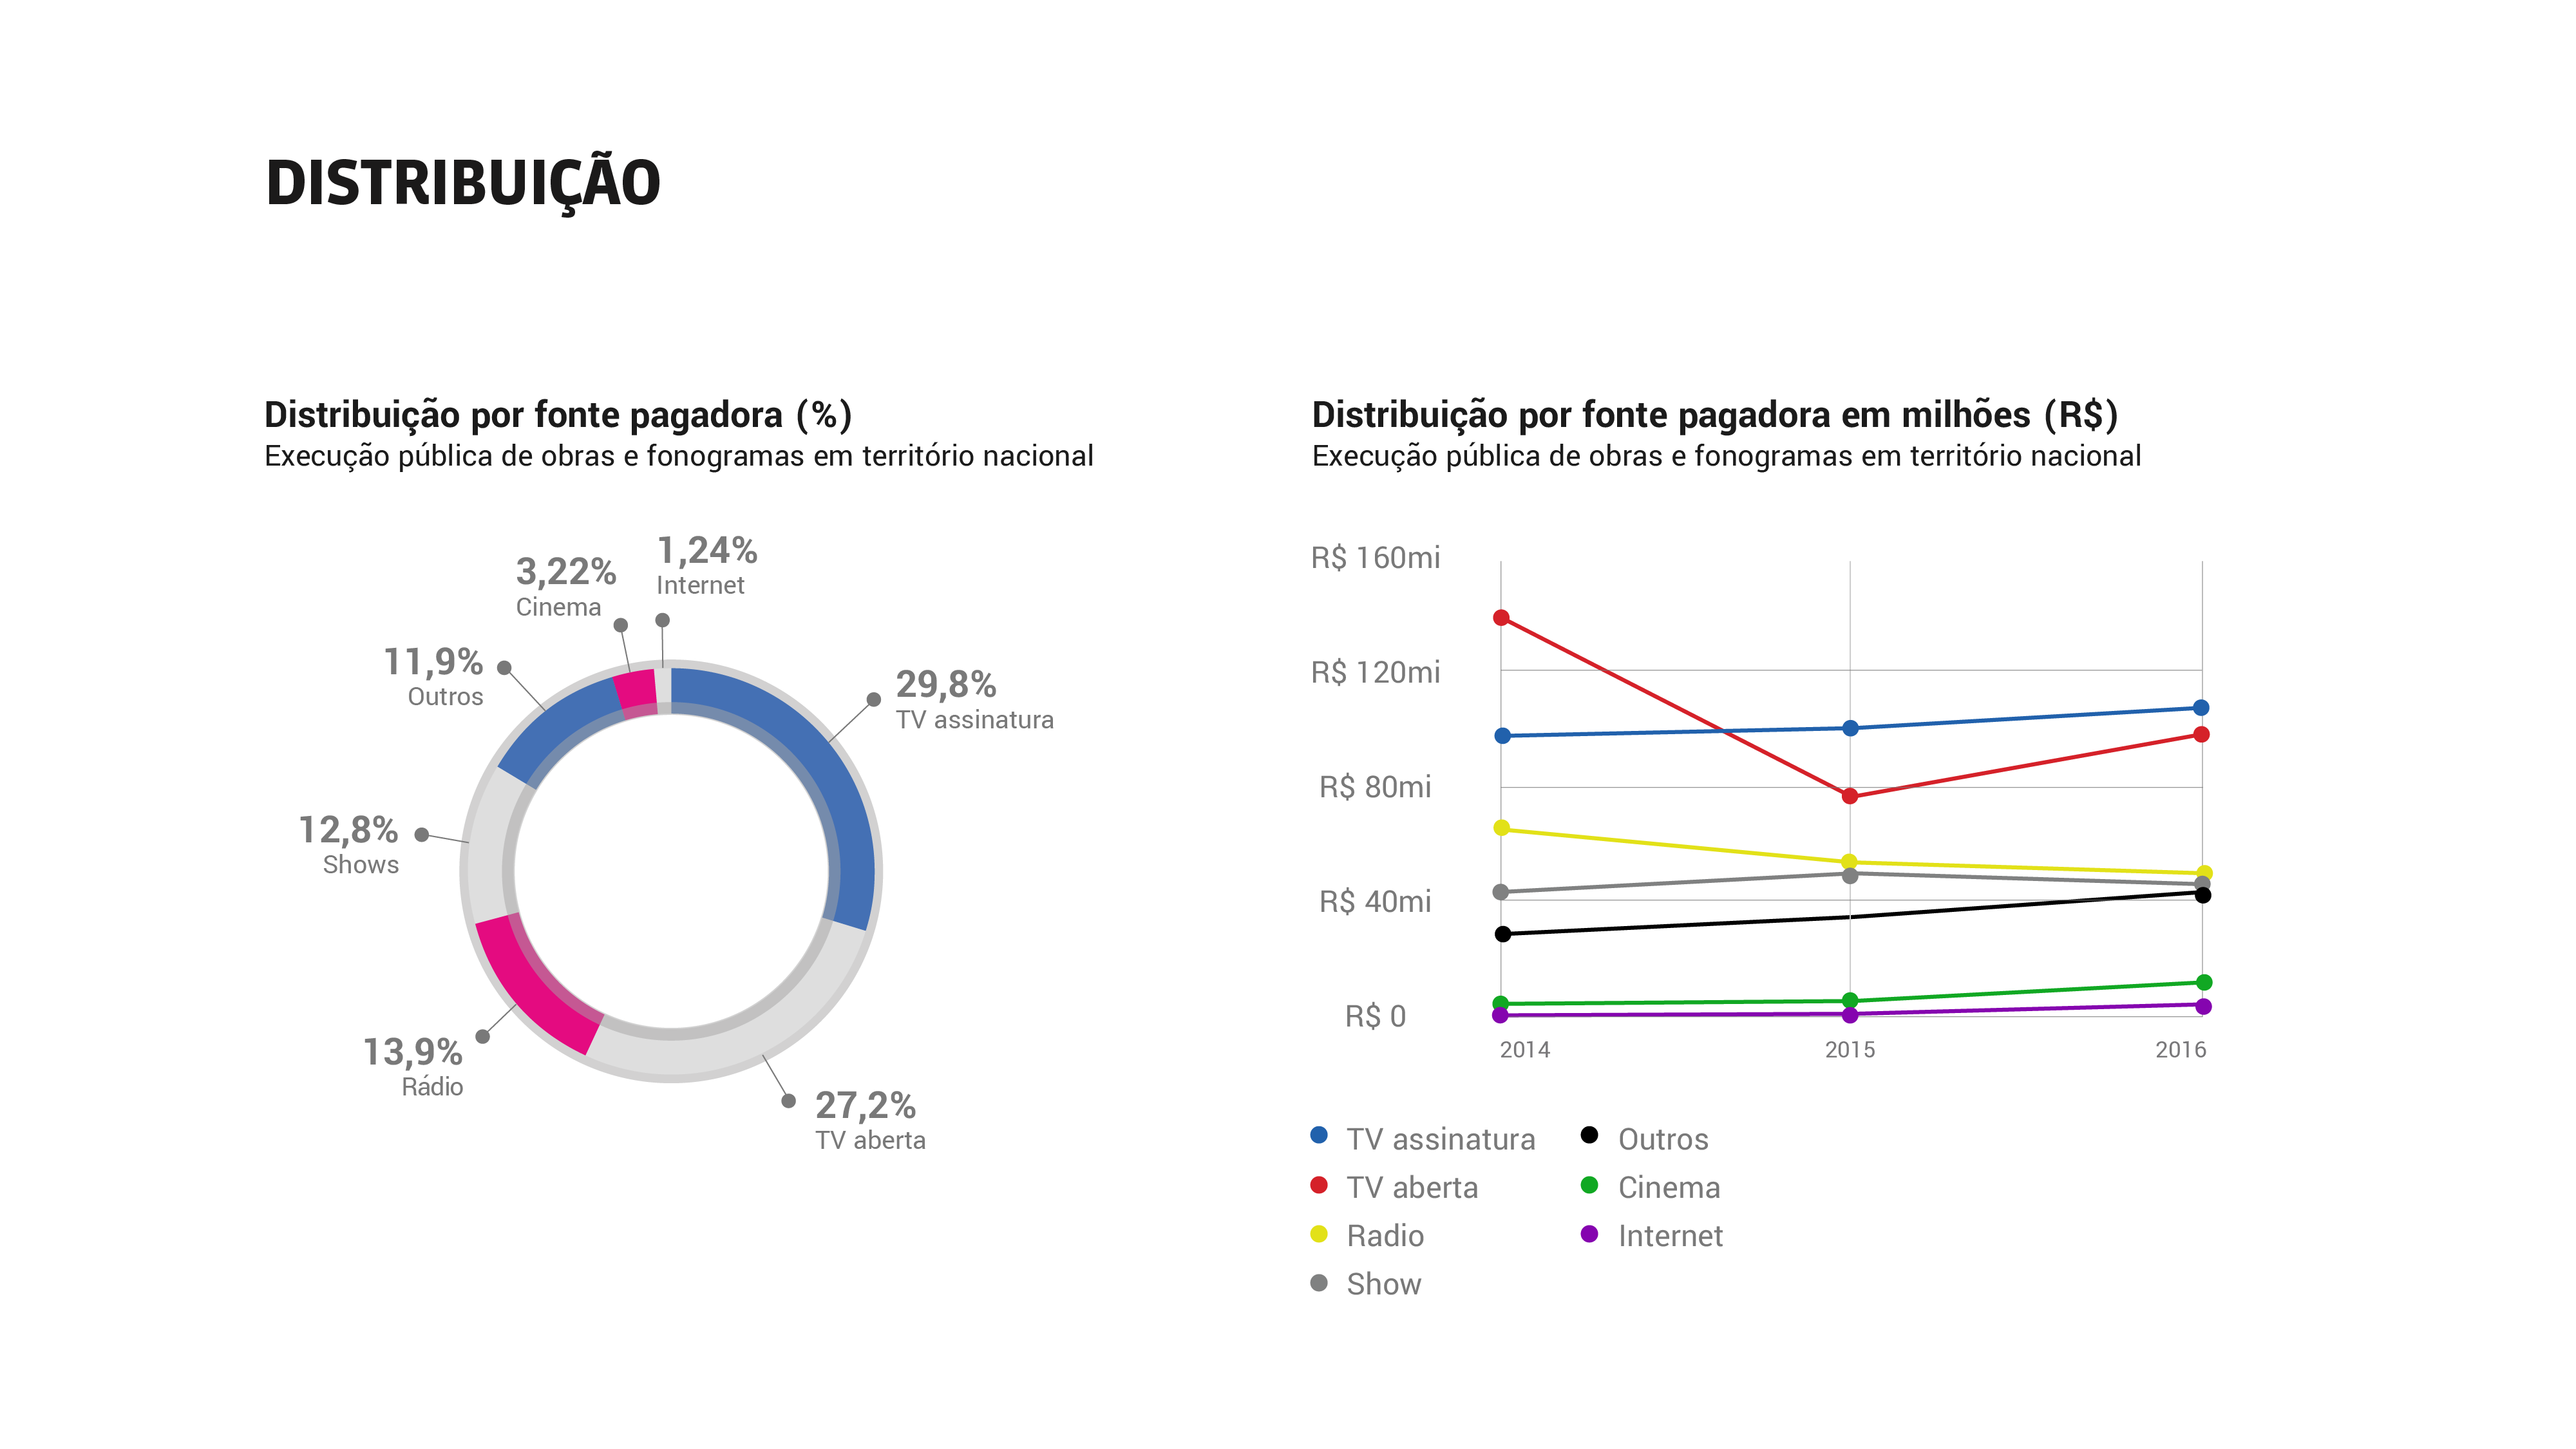 DISTRIBUIÇÃO
Distribuição por fonte pagadora (%)
Execução pública de obras e fonogramas em território nacional
1,24%
Internet
3,22%
Cinema
11,9%
Outros
29,8%
TV assinatura
12,8%
Shows
13,9%
Rádio
27,2%
TV aberta
Distribuição por fonte pagadora em milhões (R$)
Execução pública de obras e fonogramas em território nacional
R$ 160mi
R$ 120mi
R$ 80mi
R$ 40mi
R$ 0
2014
2015
2016
TV assinatura
TV aberta
Radio
Show
Outros
Cinema
Internet